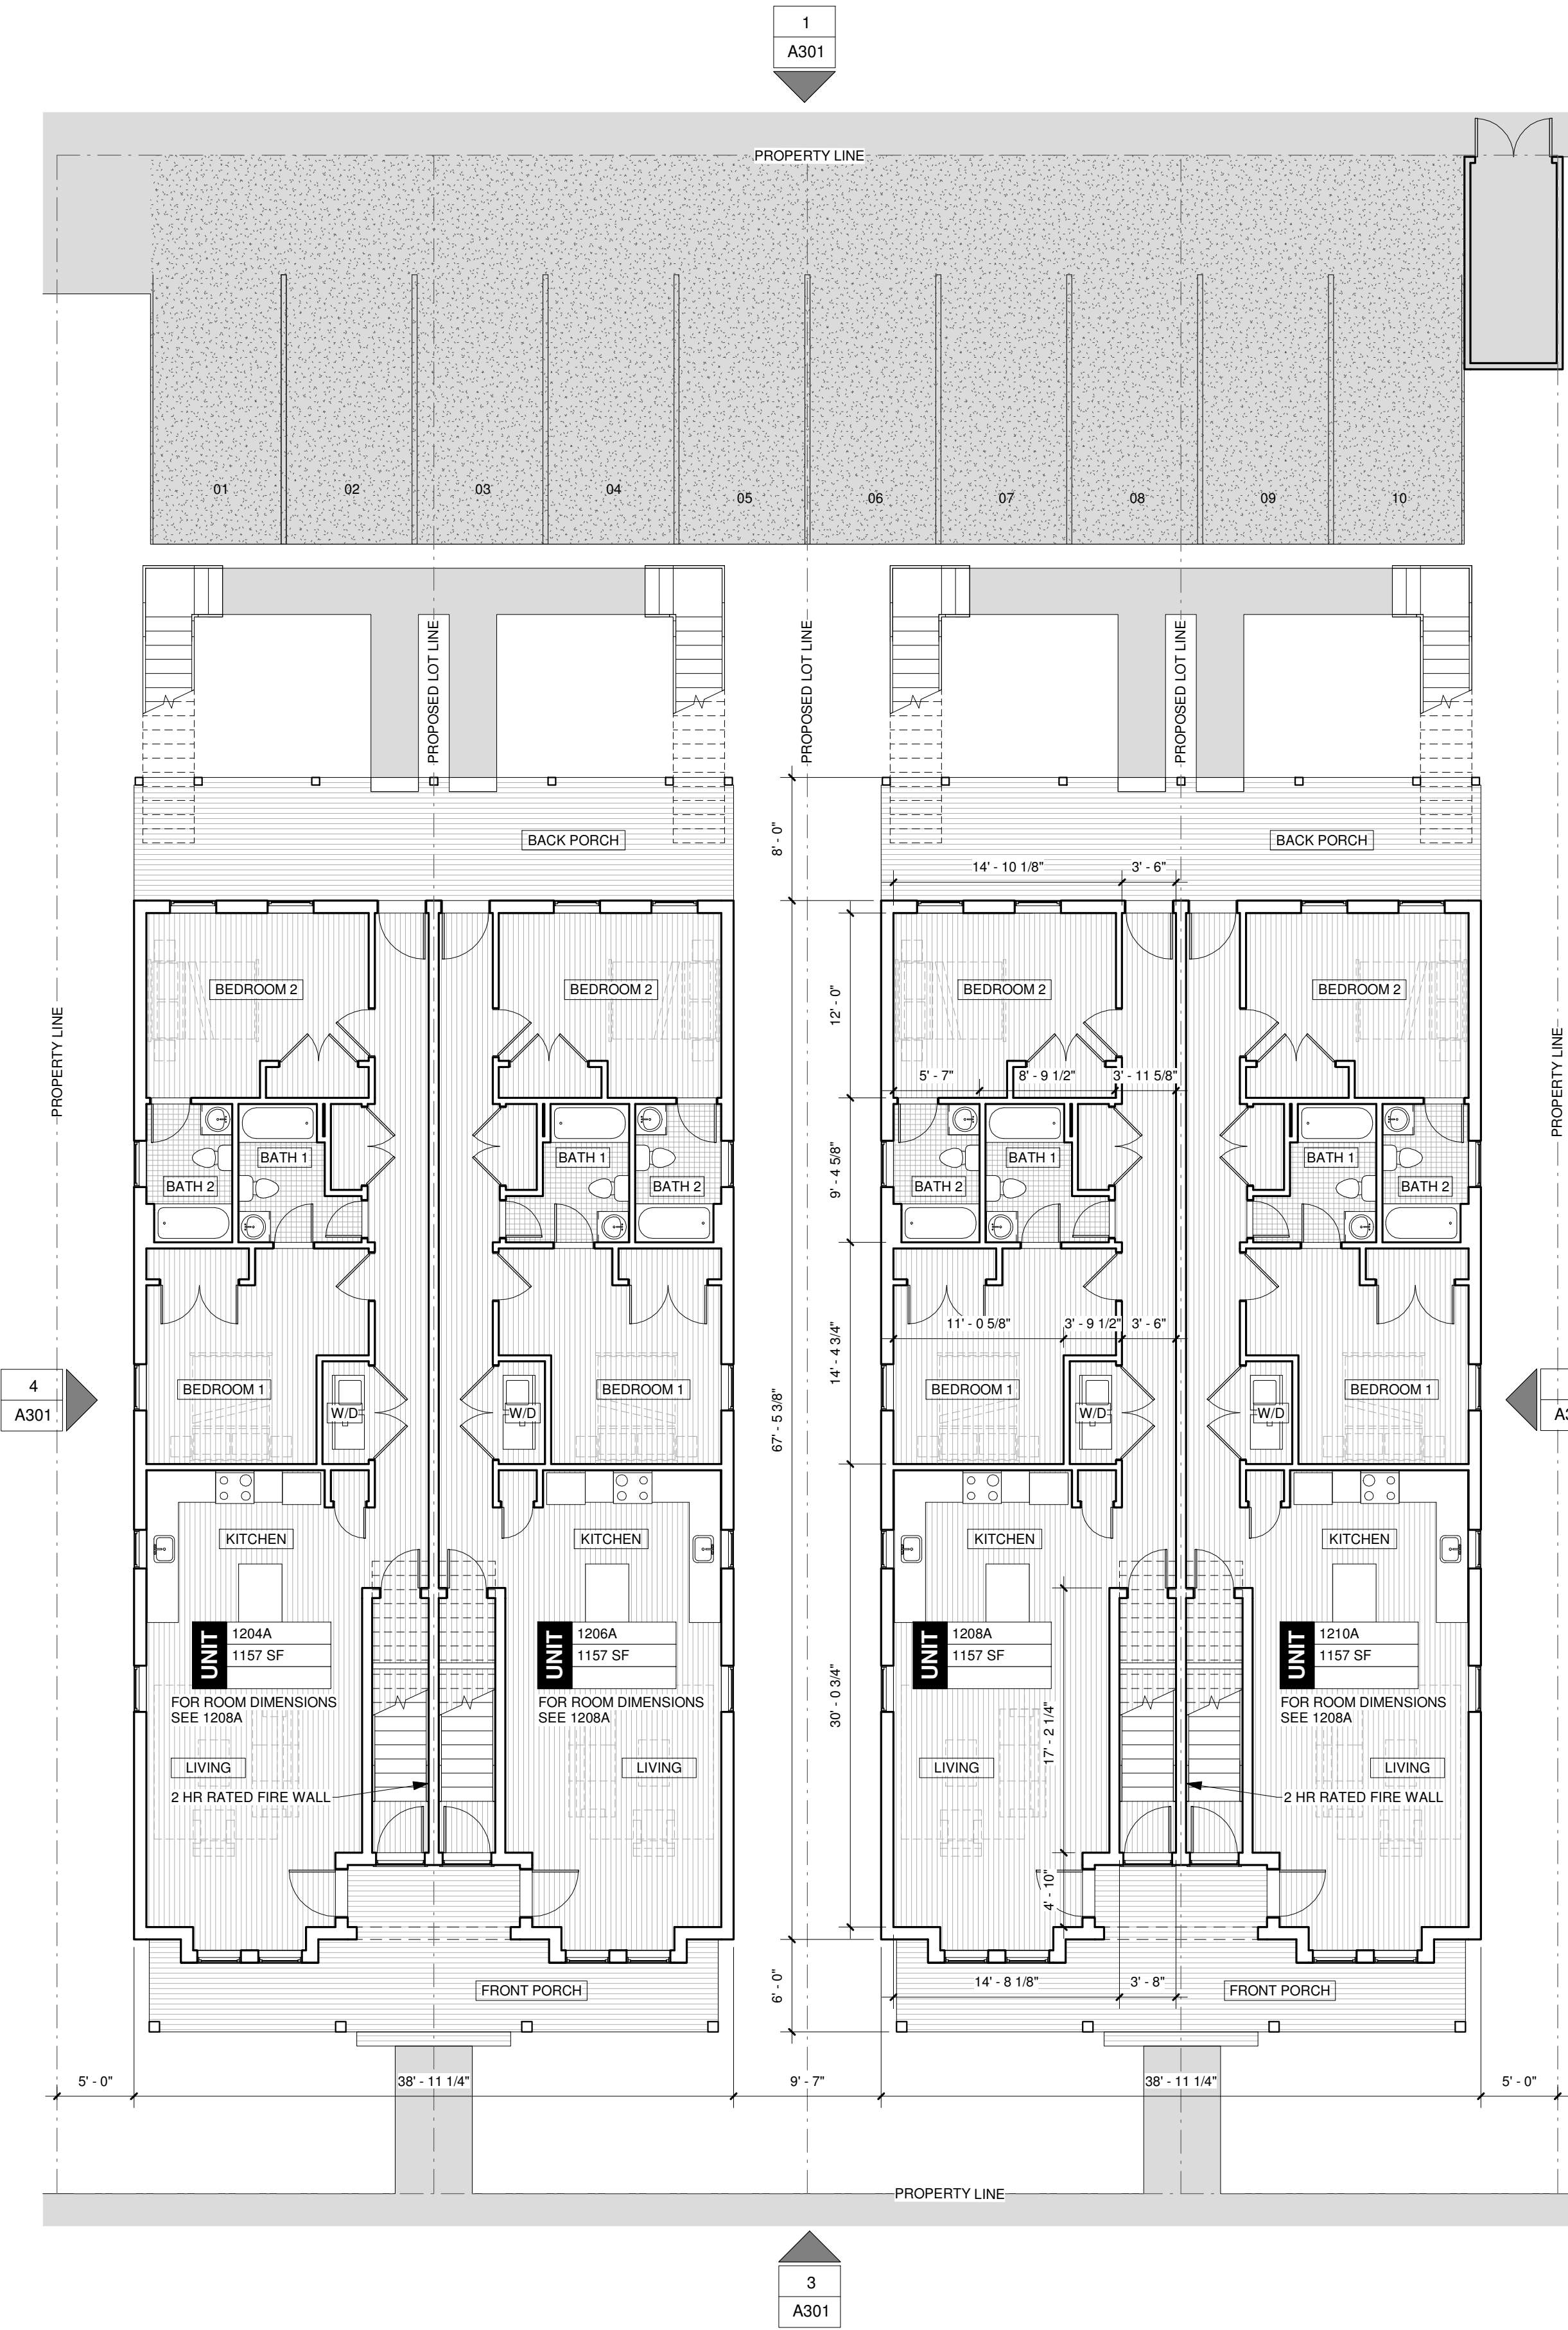 1
A301
PROPERTY LINE
01
02
03
04
05
06
07
08
09
10
PROPOSED LOT LINE
PROPOSED LOT LINE
PROPOSED LOT LINE
8' - 0"
BACK PORCH
BACK PORCH
14' - 10 1/8"
3' - 6"
BEDROOM 2
BEDROOM 2
12' - 0"
BEDROOM 2
BEDROOM 2
PROPERTY LINE
PROPERTY LINE
5' - 7"
8' - 9 1/2"
3' - 11 5/8"
BATH 1
BATH 2
BATH 1
BATH 2
9' - 4 5/8"
BATH 1
BATH 2
BATH 1
BATH 2
11' - 0 5/8"
3' - 9 1/2"
3' - 6"
14' - 4 3/4"
67' - 5 3/8"
4
A301
BEDROOM 1
W/D
W/D
BEDROOM 1
BEDROOM 1
W/D
W/D
BEDROOM 1
A3
KITCHEN
KITCHEN
KITCHEN
KITCHEN
UNIT
1204A
1157 SF
UNIT
1206A
1157 SF
UNIT
1208A
1157 SF
UNIT
1210A
1157 SF
FOR ROOM DIMENSIONS
SEE 1208A
FOR ROOM DIMENSIONS
SEE 1208A
FOR ROOM DIMENSIONS
SEE 1208A
30' - 0 3/4"
17' - 2 1/4"
LIVING
LIVING
LIVING
LIVING
2 HR RATED FIRE WALL
2 HR RATED FIRE WALL
4' - 10"
14' - 8 1/8"
3' - 8"
6' - 0"
FRONT PORCH
FRONT PORCH
5' - 0"
38' - 11 1/4"
9' - 7"
38' - 11 1/4"
5' - 0"
PROPERTY LINE
3
A301